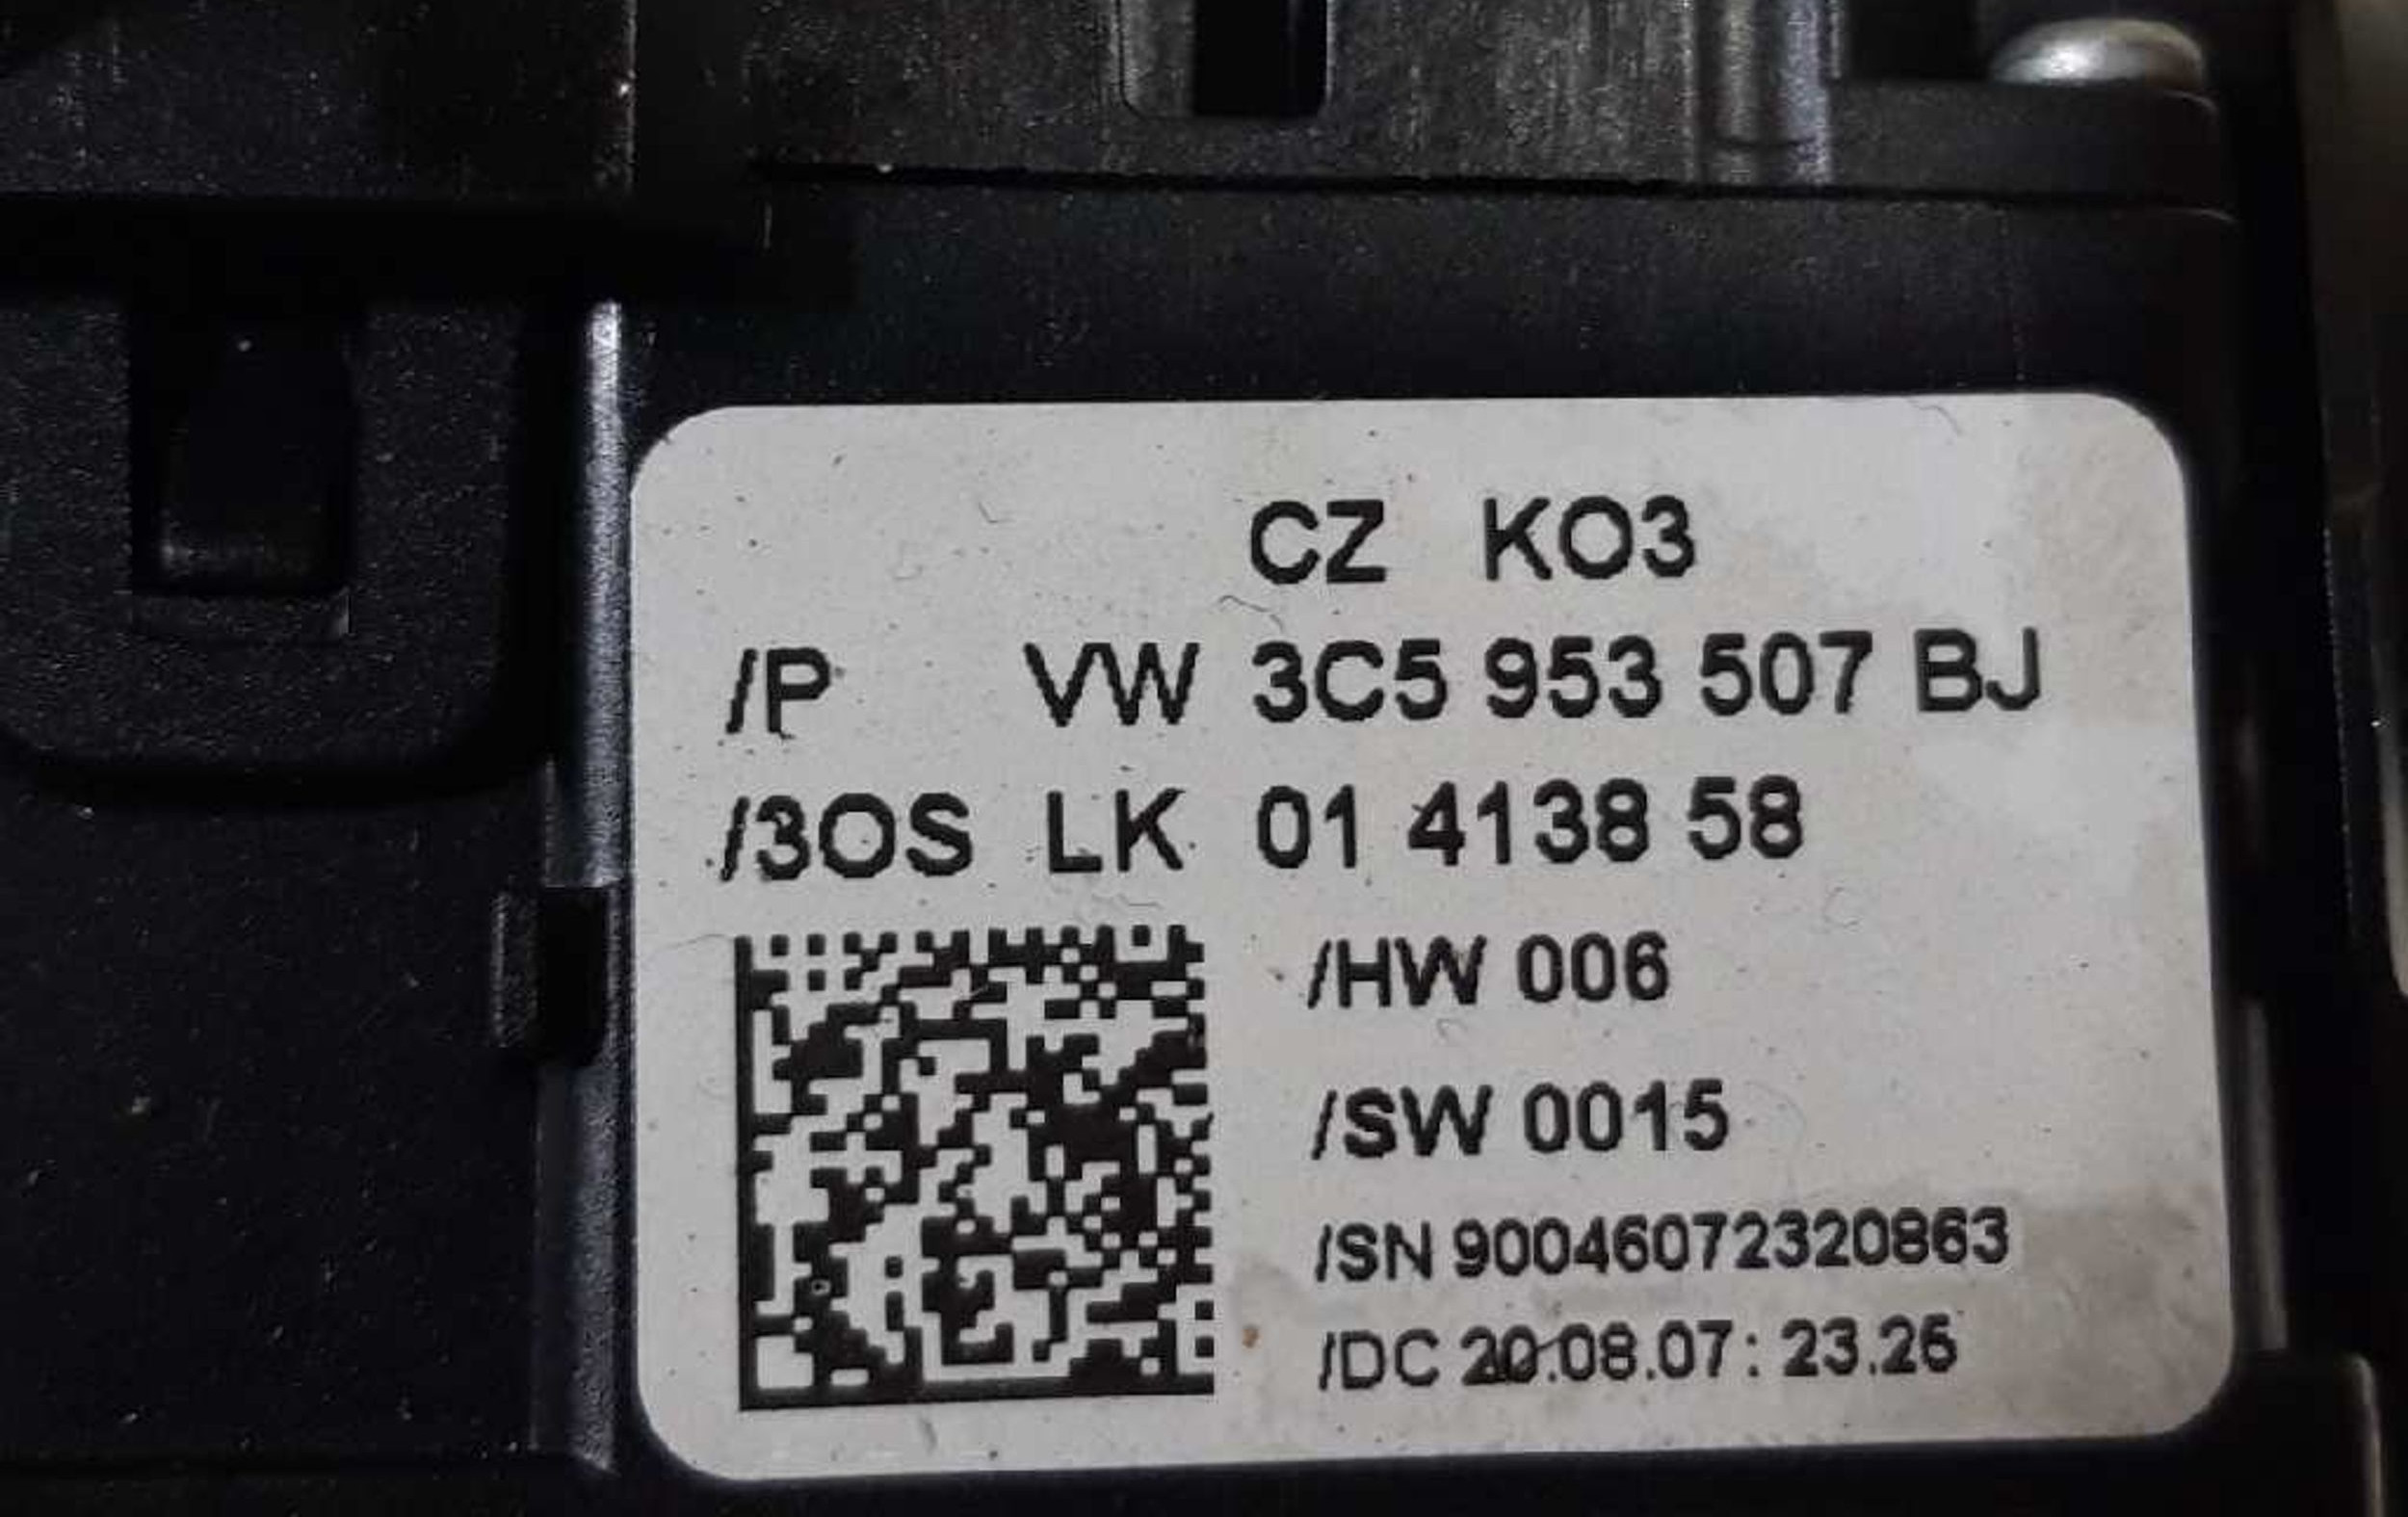 CZ KO3
/P VW 3C5 953 507 BJ
/3OS LK 01 4138 58
/HW 006
/SW 0015
/SN 90046072320863
/DC 20.08.07: 23.26